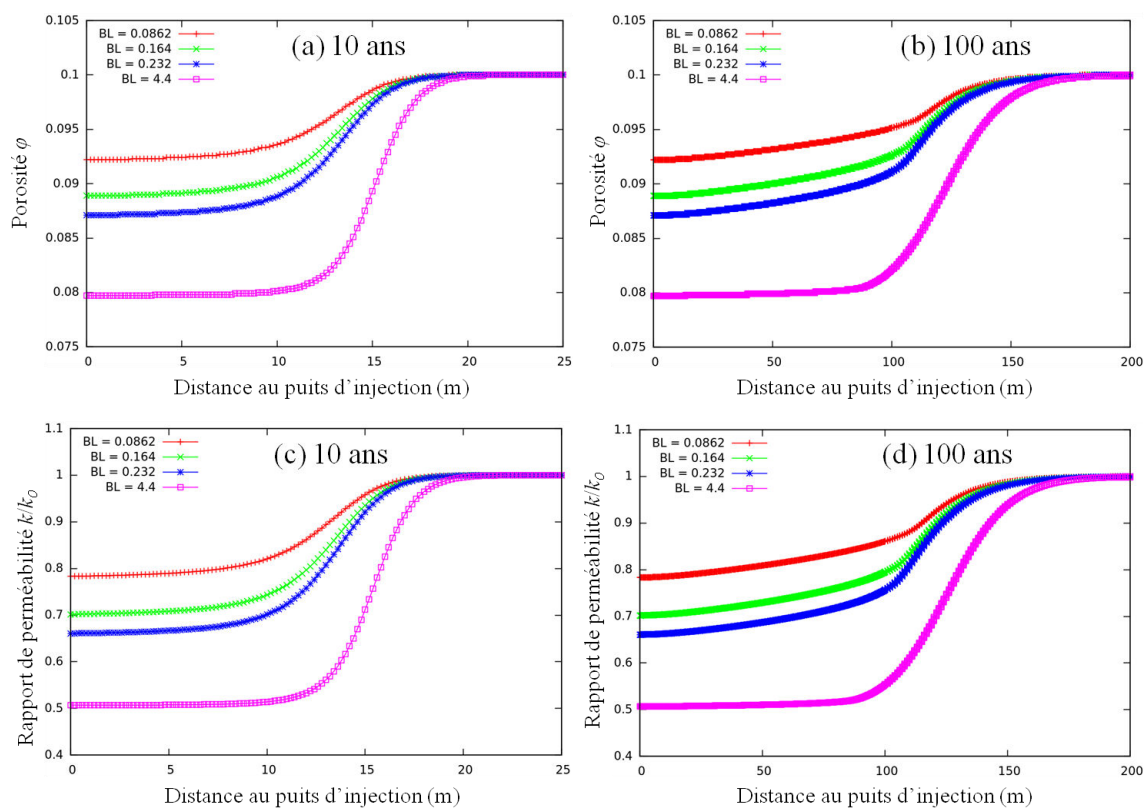 (a) 10 ans
BL = 0.0862
BL = 0.164
BL = 0.232
BL = 4.4
Porosité φ
0.105
0.1
0.095
0.09
0.085
0.08
0.075
0 5 10 15 20 25
Distance au puits d'injection (m)
(b) 100 ans
BL = 0.0862
BL = 0.164
BL = 0.232
BL = 4.4
Porosité φ
0.105
0.1
0.095
0.09
0.085
0.08
0.075
0 50 100 150 200
Distance au puits d'injection (m)
(c) 10 ans
BL = 0.0862
BL = 0.164
BL = 0.232
BL = 4.4
Rapport de perméabilité k/k0
1.1
1
0.9
0.8
0.7
0.6
0.5
0.4
0 5 10 15 20 25
Distance au puits d'injection (m)
(d) 100 ans
BL = 0.0862
BL = 0.164
BL = 0.232
BL = 4.4
Rapport de perméabilité k/k0
1.1
1
0.9
0.8
0.7
0.6
0.5
0.4
0 50 100 150 200
Distance au puits d'injection (m)